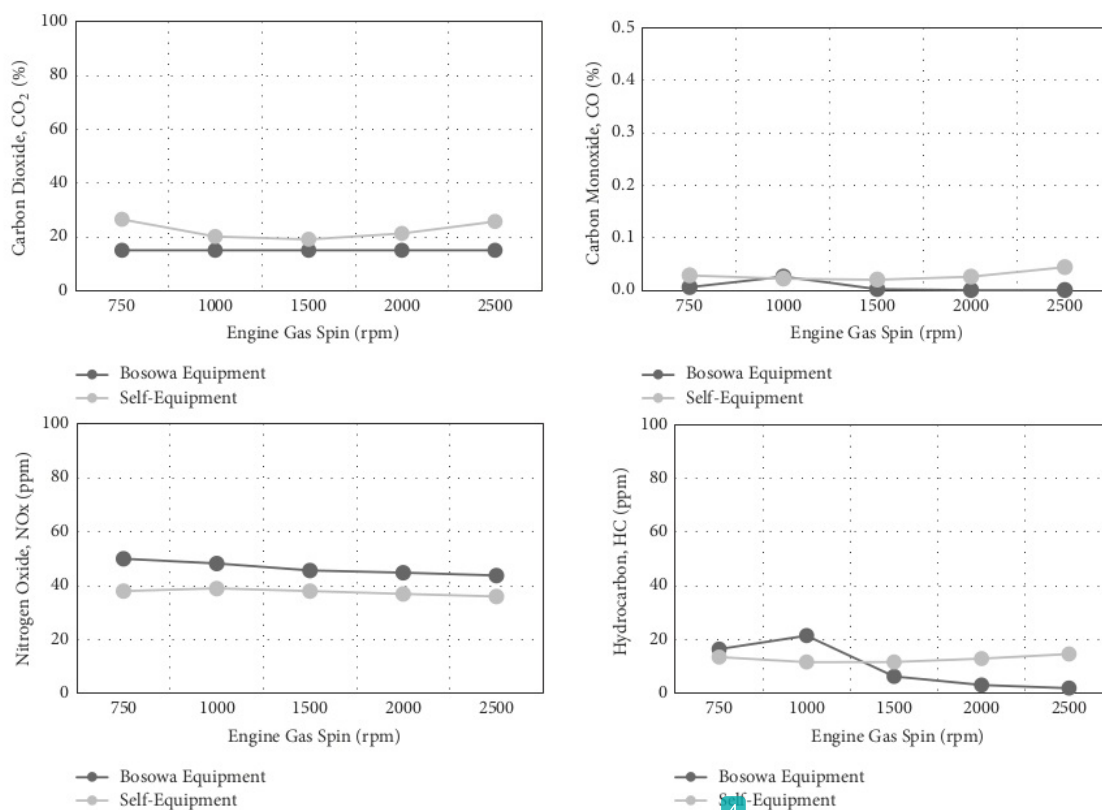 Carbon Dioxide, CO₂ (%)
100
80
60
40
20
0
750 1000 1500 2000 2500
Engine Gas Spin (rpm)
Bosowa Equipment
Self-Equipment
Carbon Monoxide, CO (%)
0.5
0.4
0.3
0.2
0.1
0.0
750 1000 1500 2000 2500
Engine Gas Spin (rpm)
Bosowa Equipment
Self-Equipment
Nitrogen Oxide, NOx (ppm)
100
80
60
40
20
0
750 1000 1500 2000 2500
Engine Gas Spin (rpm)
Bosowa Equipment
Self-Equipment
Hydrocarbon, HC (ppm)
100
80
60
40
20
0
750 1000 1500 2000 2500
Engine Gas Spin (rpm)
Bosowa Equipment
Self-Equipment